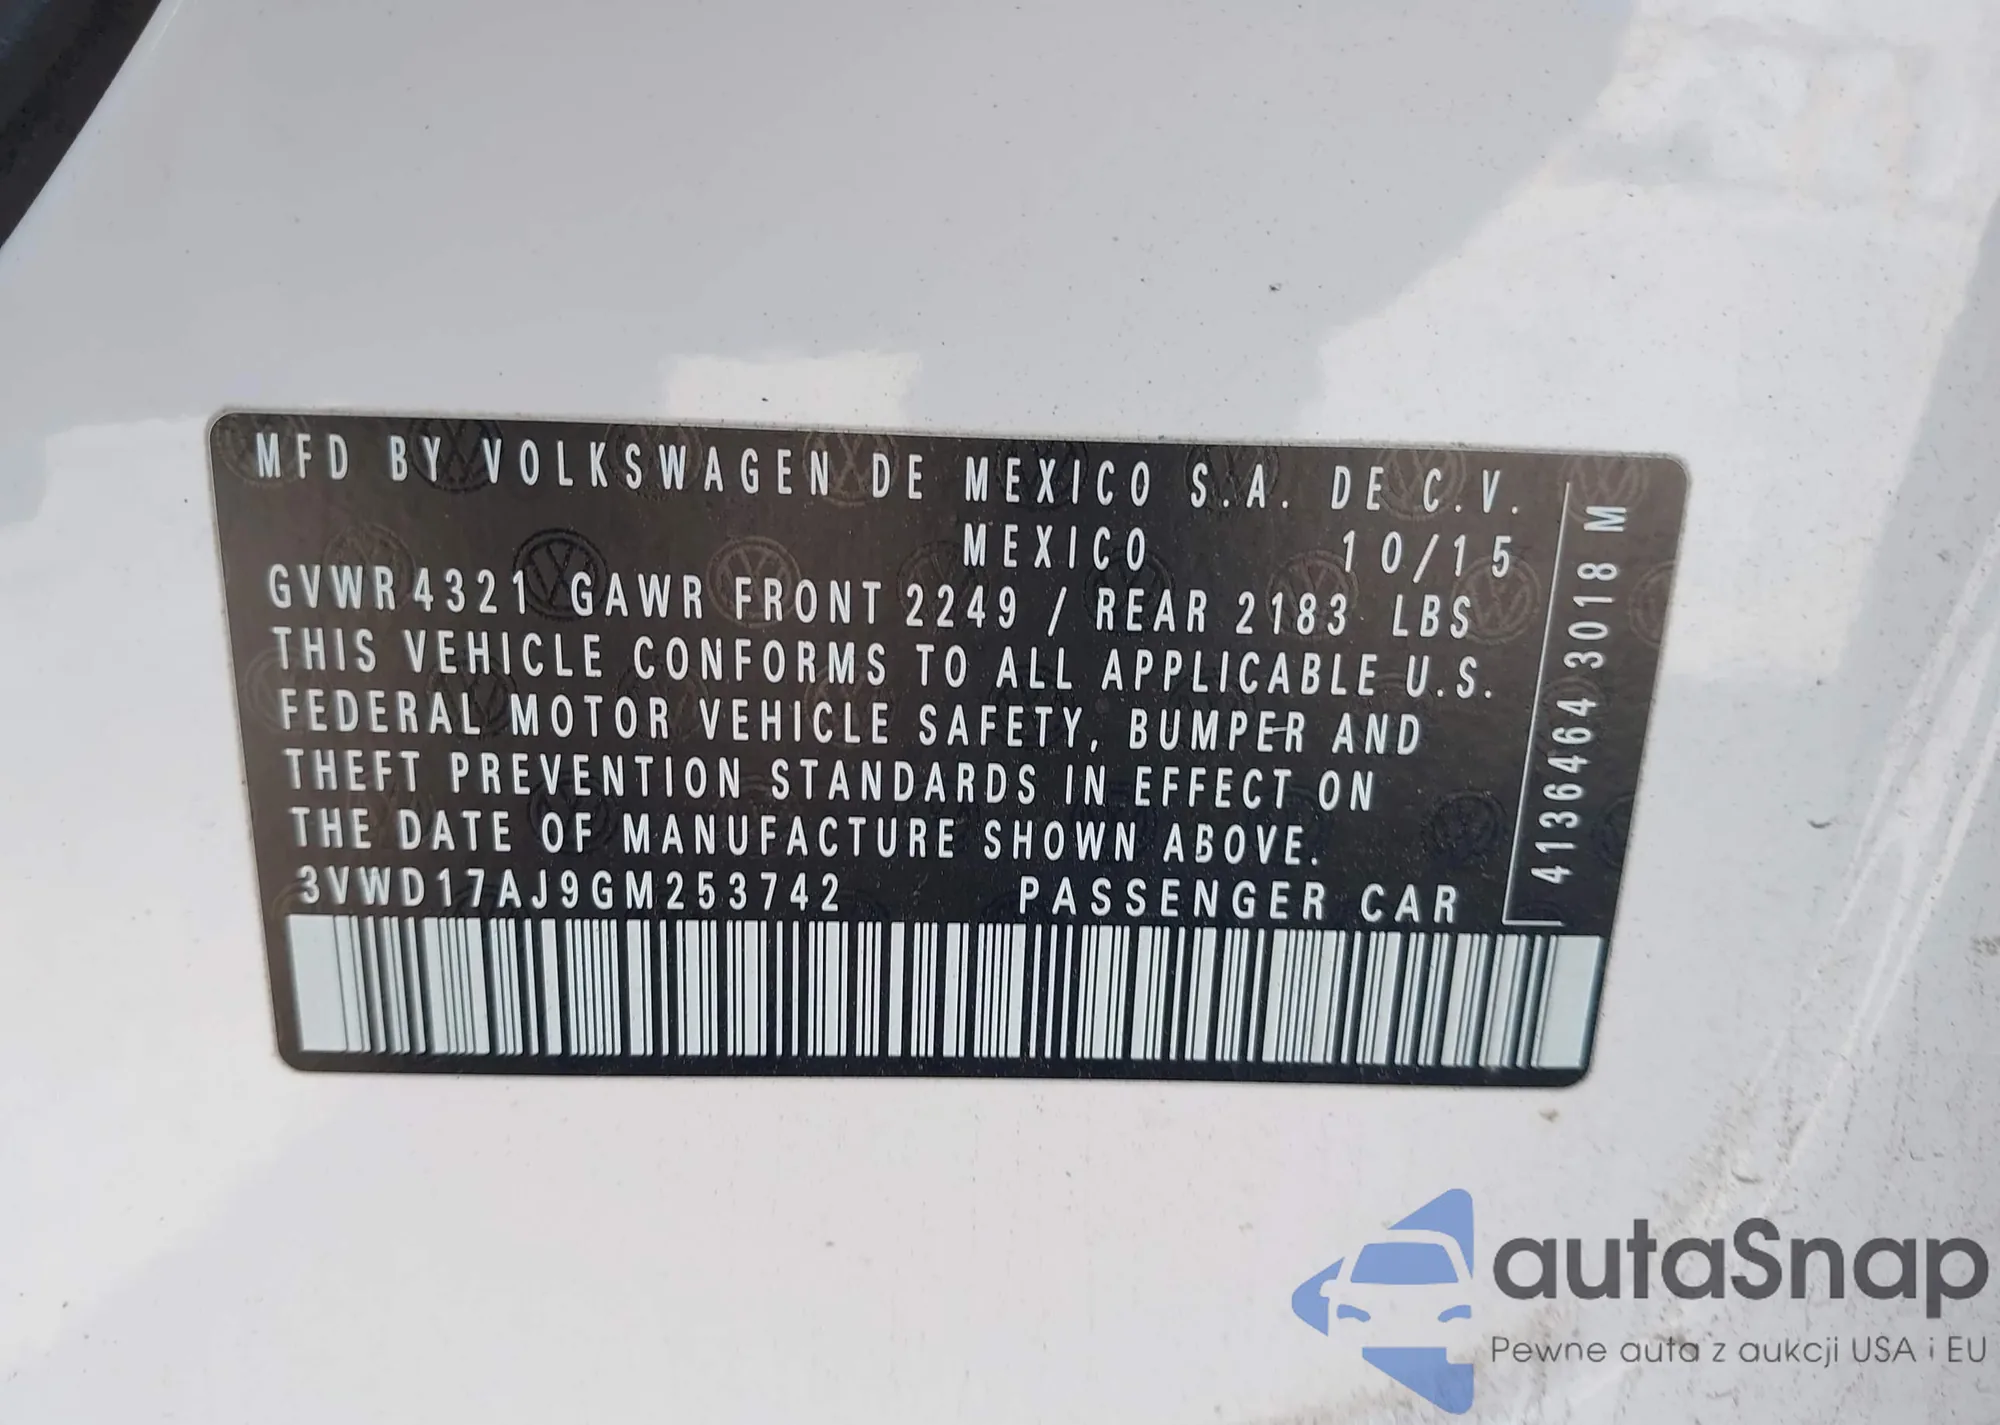 MFD BY VOLKSWAGEN DE MEXICO S.A. DE C.V.
MEXICO 10/15
GVWR 4321 GAWR FRONT 2249 / REAR 2183 LBS
THIS VEHICLE CONFORMS TO ALL APPLICABLE U.S.
FEDERAL MOTOR VEHICLE SAFETY, BUMPER AND
THEFT PREVENTION STANDARDS IN EFFECT ON
THE DATE OF MANUFACTURE SHOWN ABOVE.
3VWD17AJ9GM253742 PASSENGER CAR
4136464 3018 M
autaSnap
Pewne auta z aukcji USA i EU